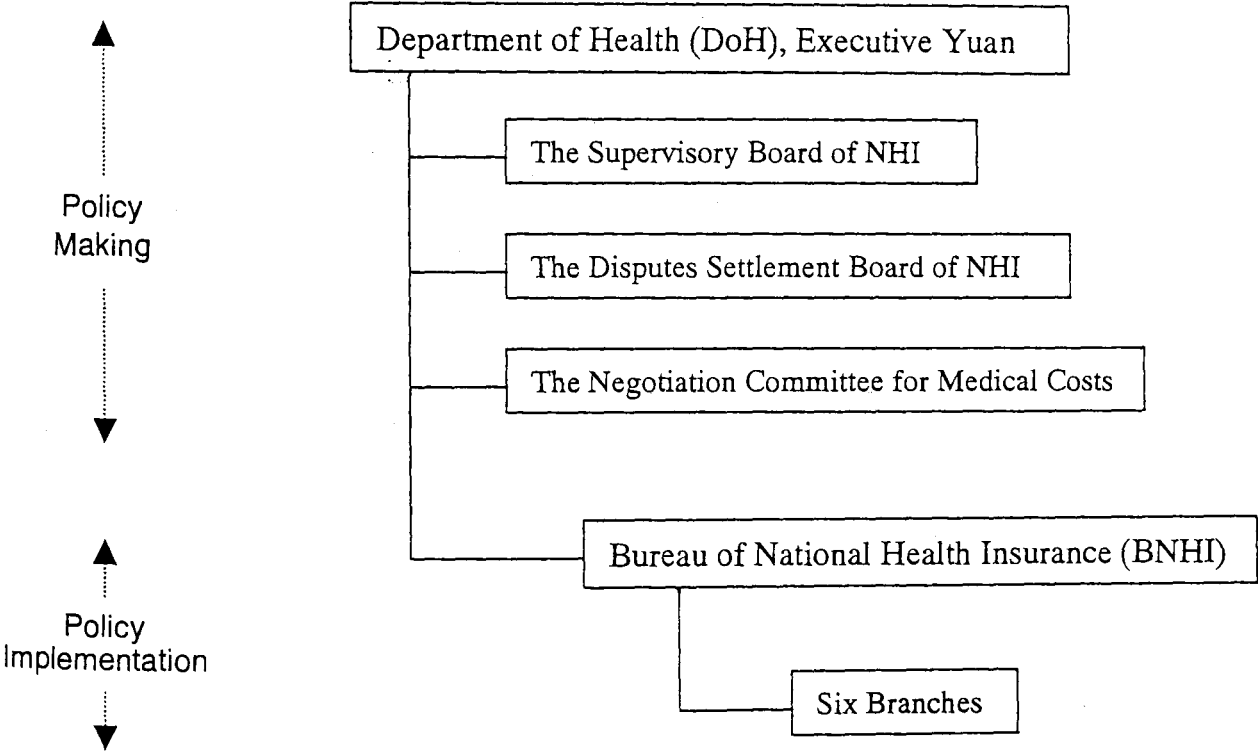 Department of Health (DoH), Executive Yuan
The Supervisory Board of NHI
Policy
Making
The Disputes Settlement Board of NHI
The Negotiation Committee for Medical Costs
Bureau of National Health Insurance (BNHI)
Policy
Implementation
Six Branches